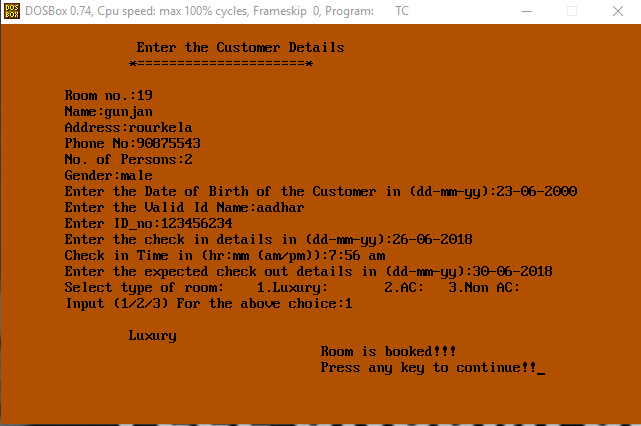 DOS BOX DOSBox 0.74, Cpu speed: max 100% cycles, Frameskip 0, Program: TC
Enter the Customer Details
*=====================*
Room no.:19
Name:gunjan
Address:rourkela
Phone No:90875543
No. of Persons:2
Gender:male
Enter the Date of Birth of the Customer in (dd-mm-yy):23-06-2000
Enter the Valid Id Name:aadhar
Enter ID_no:123456234
Enter the check in details in (dd-mm-yy):26-06-2018
Check in Time in (hr:mm (am/pm)):7:56 am
Enter the expected check out details in (dd-mm-yy):30-06-2018
Select type of room: 1.Luxury: 2.AC: 3.Non AC:
Input (1/2/3) For the above choice:1
Luxury
Room is booked!!!
Press any key to continue!!_